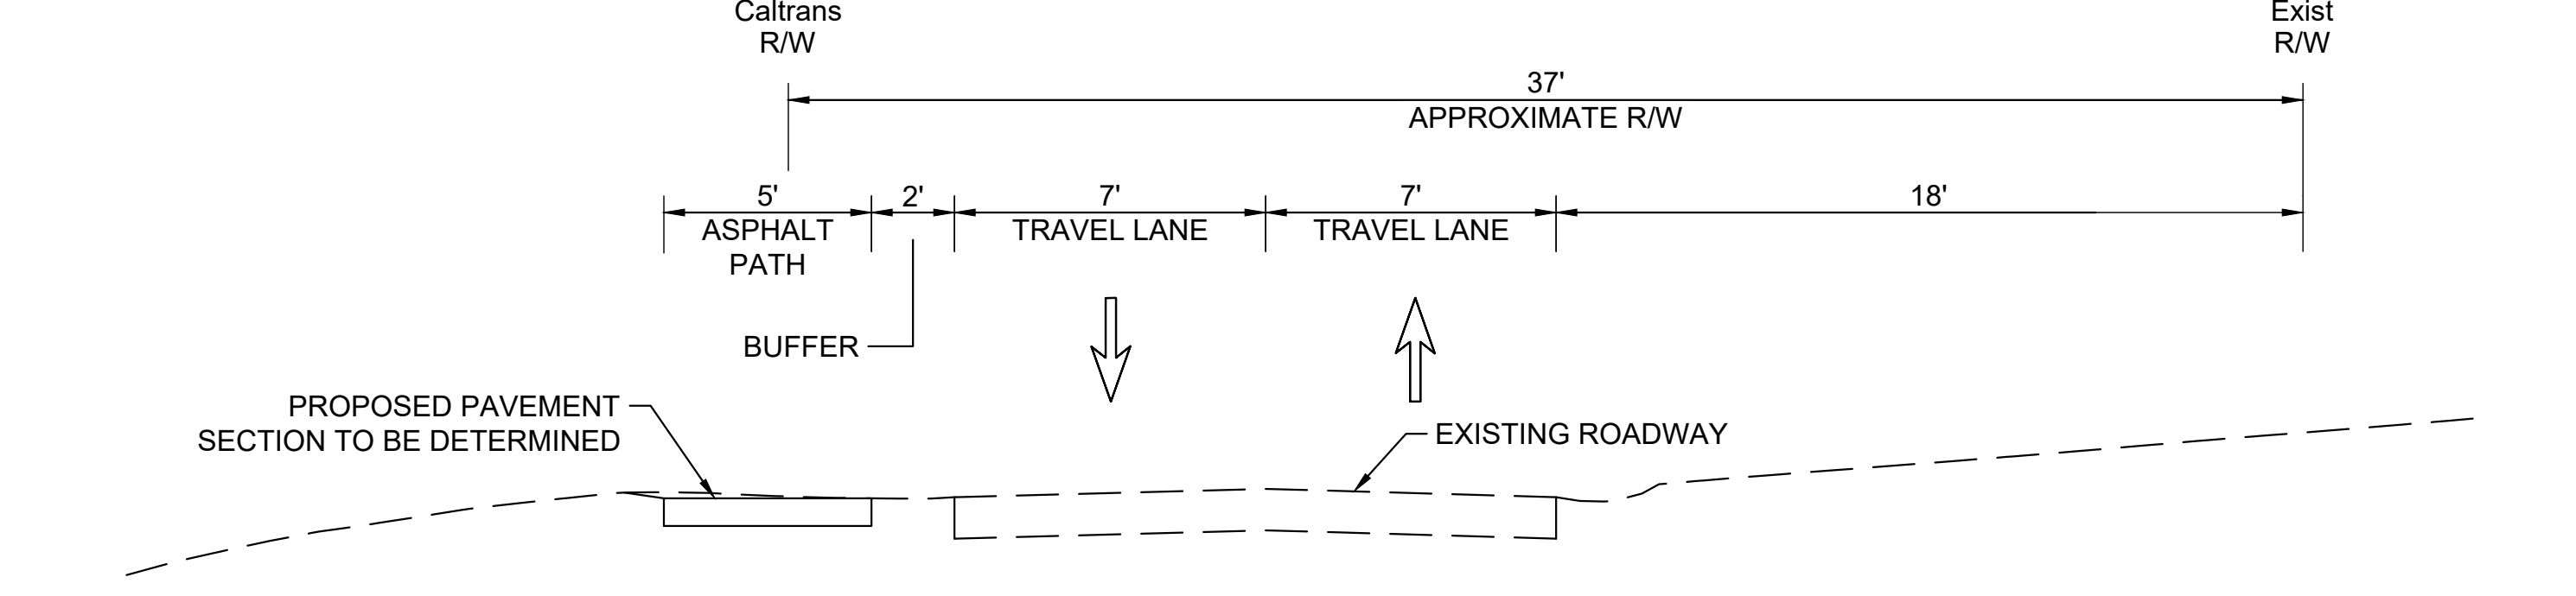 Caltrans
R/W
Exist
R/W
37'
APPROXIMATE R/W
5'
ASPHALT
PATH
2'
BUFFER
7'
TRAVEL LANE
7'
TRAVEL LANE
18'
PROPOSED PAVEMENT
SECTION TO BE DETERMINED
EXISTING ROADWAY